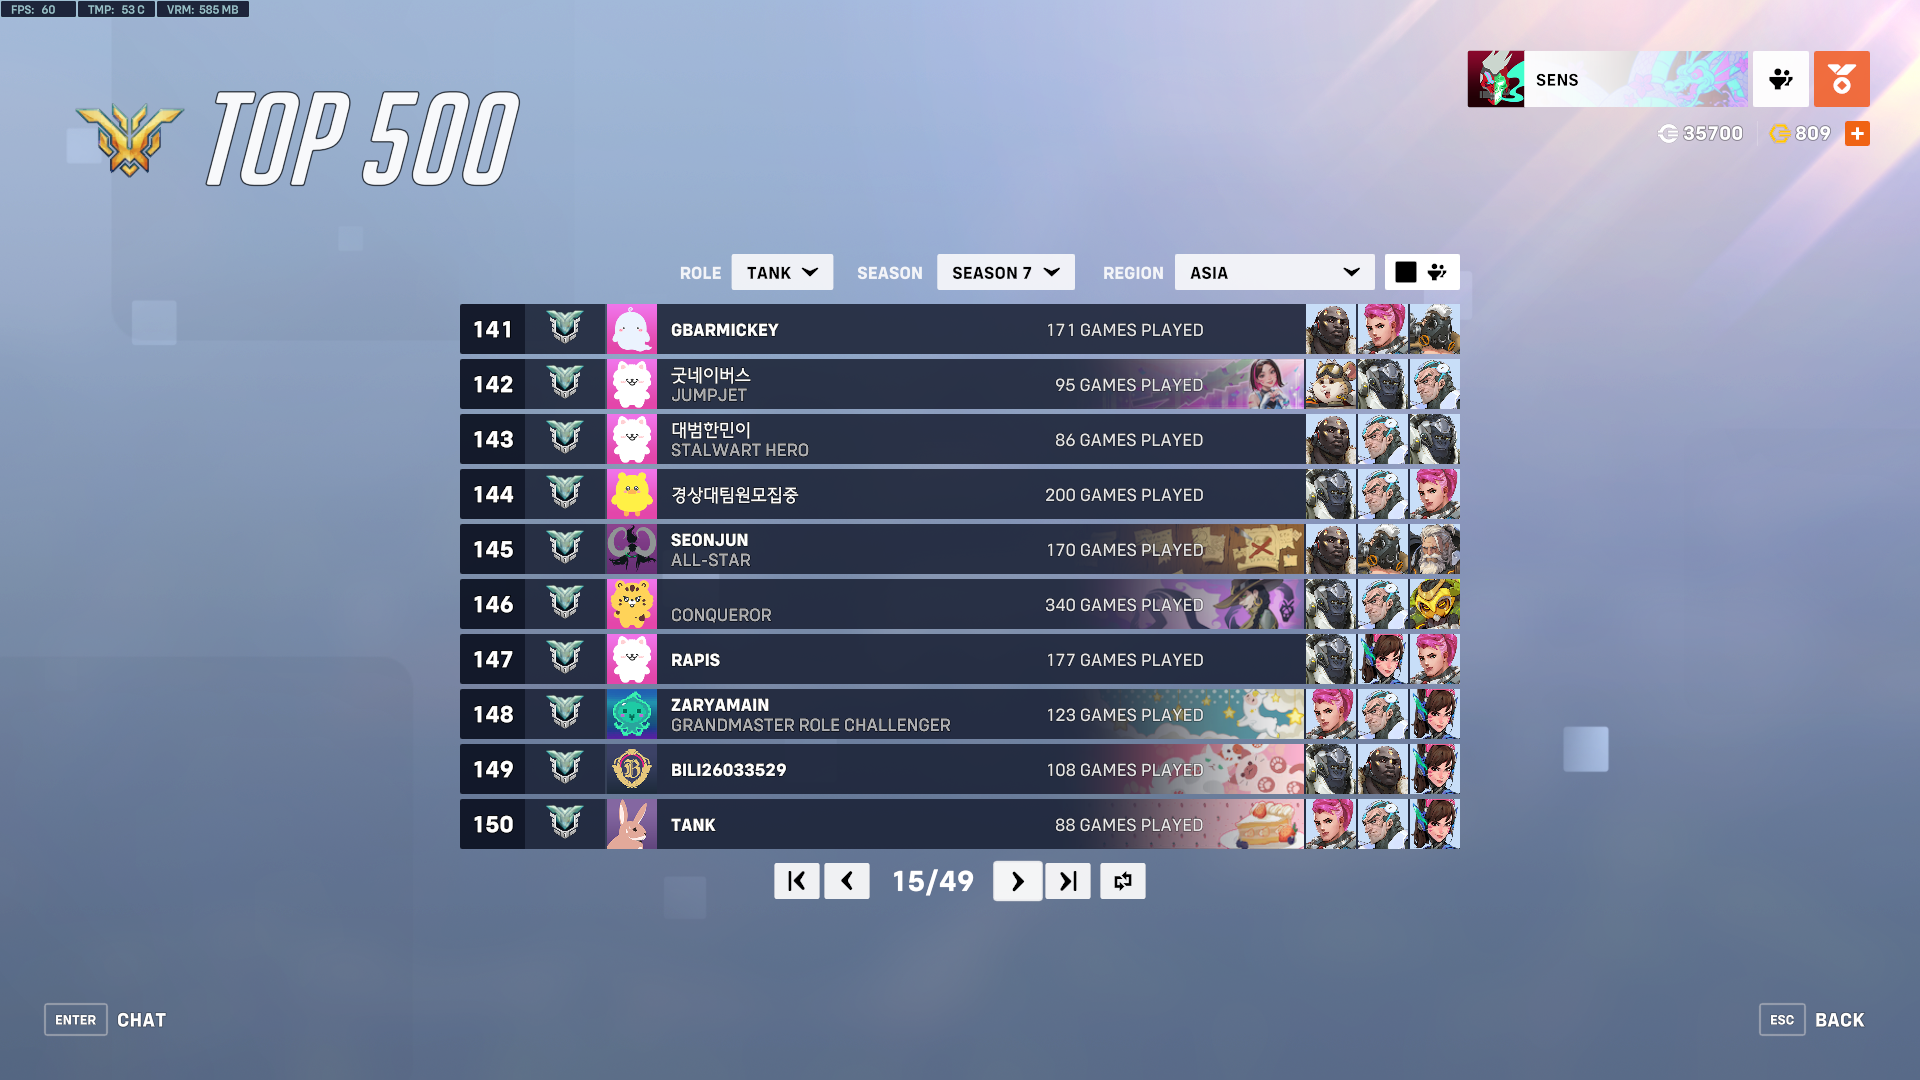 FPS: 60 TMP: 53 C VRM: 585 MB
TOP 500
SENS
35700 809
ROLE TANK SEASON SEASON 7 REGION ASIA
141 GBARMICKEY 171 GAMES PLAYED
142 굿네이버스 95 GAMES PLAYED
JUMPJET
143 대범한민이 86 GAMES PLAYED
STALWART HERO
144 경상대팀원모집중 200 GAMES PLAYED
145 SEONJUN 170 GAMES PLAYED
ALL-STAR
146 340 GAMES PLAYED
CONQUEROR
147 RAPIS 177 GAMES PLAYED
148 ZARYAMAIN 123 GAMES PLAYED
GRANDMASTER ROLE CHALLENGER
149 BILI26033529 108 GAMES PLAYED
150 TANK 88 GAMES PLAYED
15/49
ENTER CHAT
ESC BACK